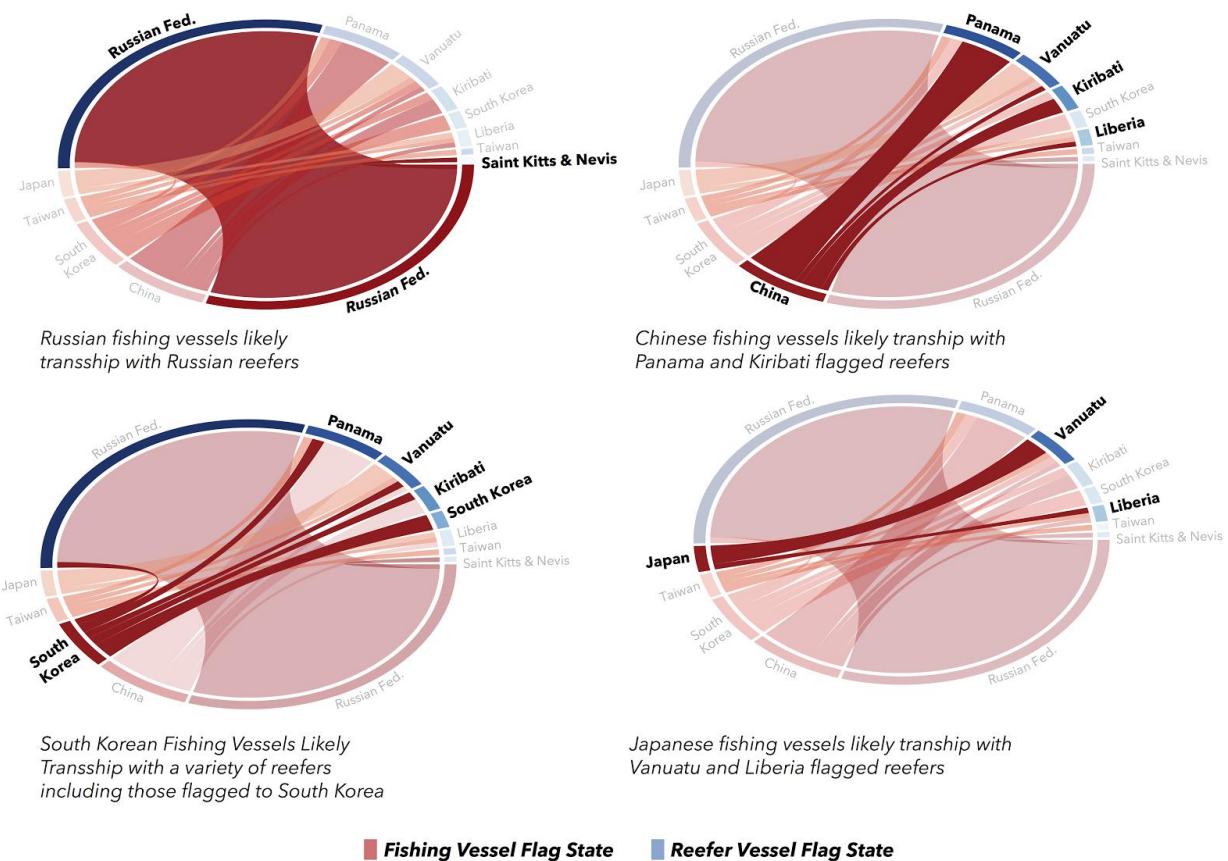 Russian Fed.
Panama
Vanuatu
Kiribati
South Korea
Liberia
Taiwan
Saint Kitts & Nevis
Japan
Taiwan
South
Korea
China
Russian Fed.
Russian fishing vessels likely
transship with Russian reefers
Russian Fed.
Panama
Vanuatu
Kiribati
South Korea
Liberia
Taiwan
Saint Kitts & Nevis
Japan
Taiwan
South
Korea
China
Russian Fed.
Chinese fishing vessels likely tranship with
Panama and Kiribati flagged reefers
Russian Fed.
Panama
Vanuatu
Kiribati
South Korea
Liberia
Taiwan
Saint Kitts & Nevis
Japan
Taiwan
South
Korea
China
Russian Fed.
South Korean Fishing Vessels Likely
Transship with a variety of reefers
including those flagged to South Korea
Russian Fed.
Panama
Vanuatu
Kiribati
South Korea
Liberia
Taiwan
Saint Kitts & Nevis
Japan
Taiwan
South
Korea
China
Russian Fed.
Japanese fishing vessels likely tranship with
Vanuatu and Liberia flagged reefers
Fishing Vessel Flag State
Reefer Vessel Flag State